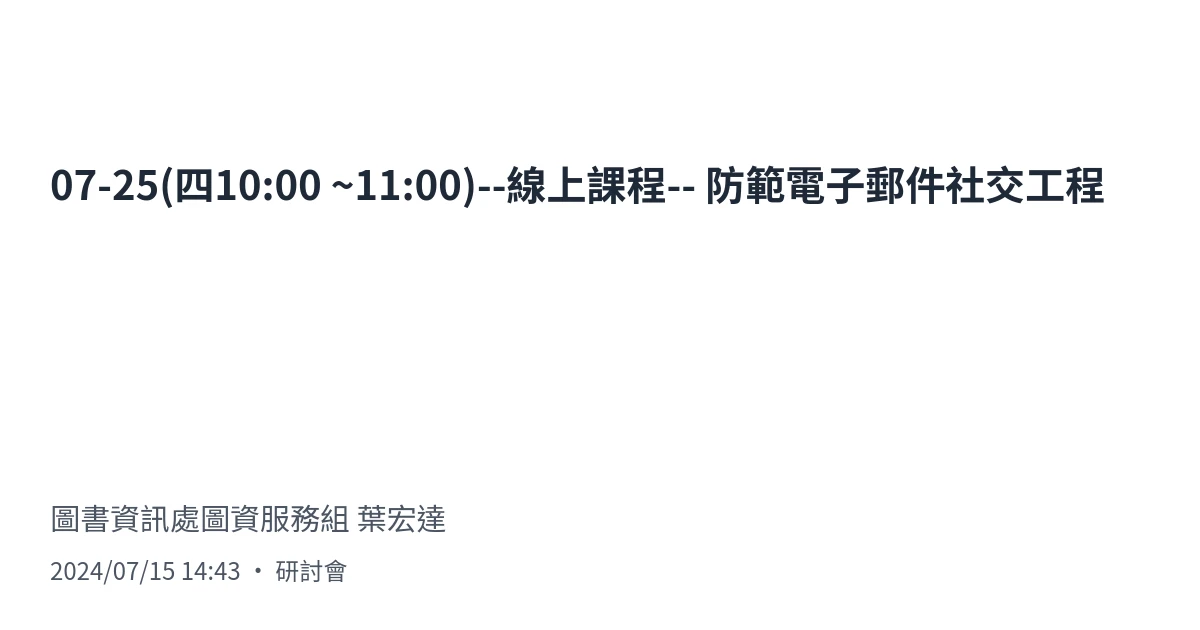 07-25(四10:00 ~11:00)--線上課程-- 防範電子郵件社交工程
圖書資訊處圖資服務組 葉宏達
2024/07/15 14:43 • 研討會